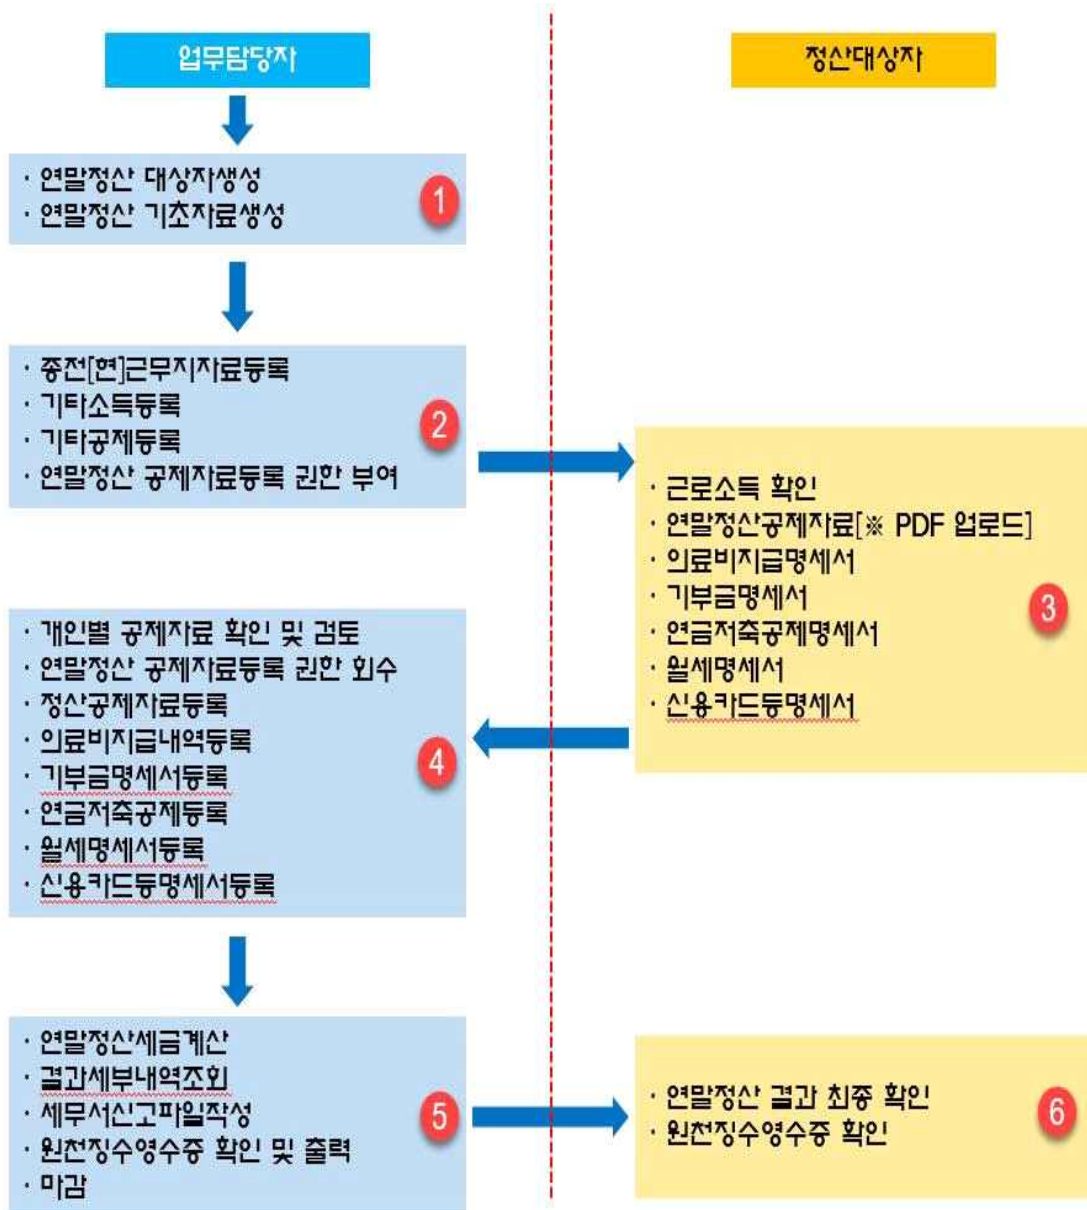 업무담당자
정산대상자
· 연말정산 대상자생성
· 연말정산 기초자료생성
1
· 종전[현]근무지자료등록
· 기타소득등록
· 기타공제등록
· 연말정산 공제자료등록 권한 부여
2
· 근로소득 확인
· 연말정산공제자료[※ PDF 업로드]
· 의료비지급명세서
· 기부금명세서
· 연금저축공제명세서
· 월세명세서
· 신용카드등명세서
3
· 개인별 공제자료 확인 및 검토
· 연말정산 공제자료등록 권한 회수
· 정산공제자료등록
· 의료비지급내역등록
· 기부금명세서등록
· 연금저축공제등록
· 월세명세서등록
· 신용카드등명세서등록
4
· 연말정산세금계산
· 결과세부내역조회
· 세무서신고파일작성
· 원천징수영수증 확인 및 출력
· 마감
5
· 연말정산 결과 최종 확인
· 원천징수영수증 확인
6